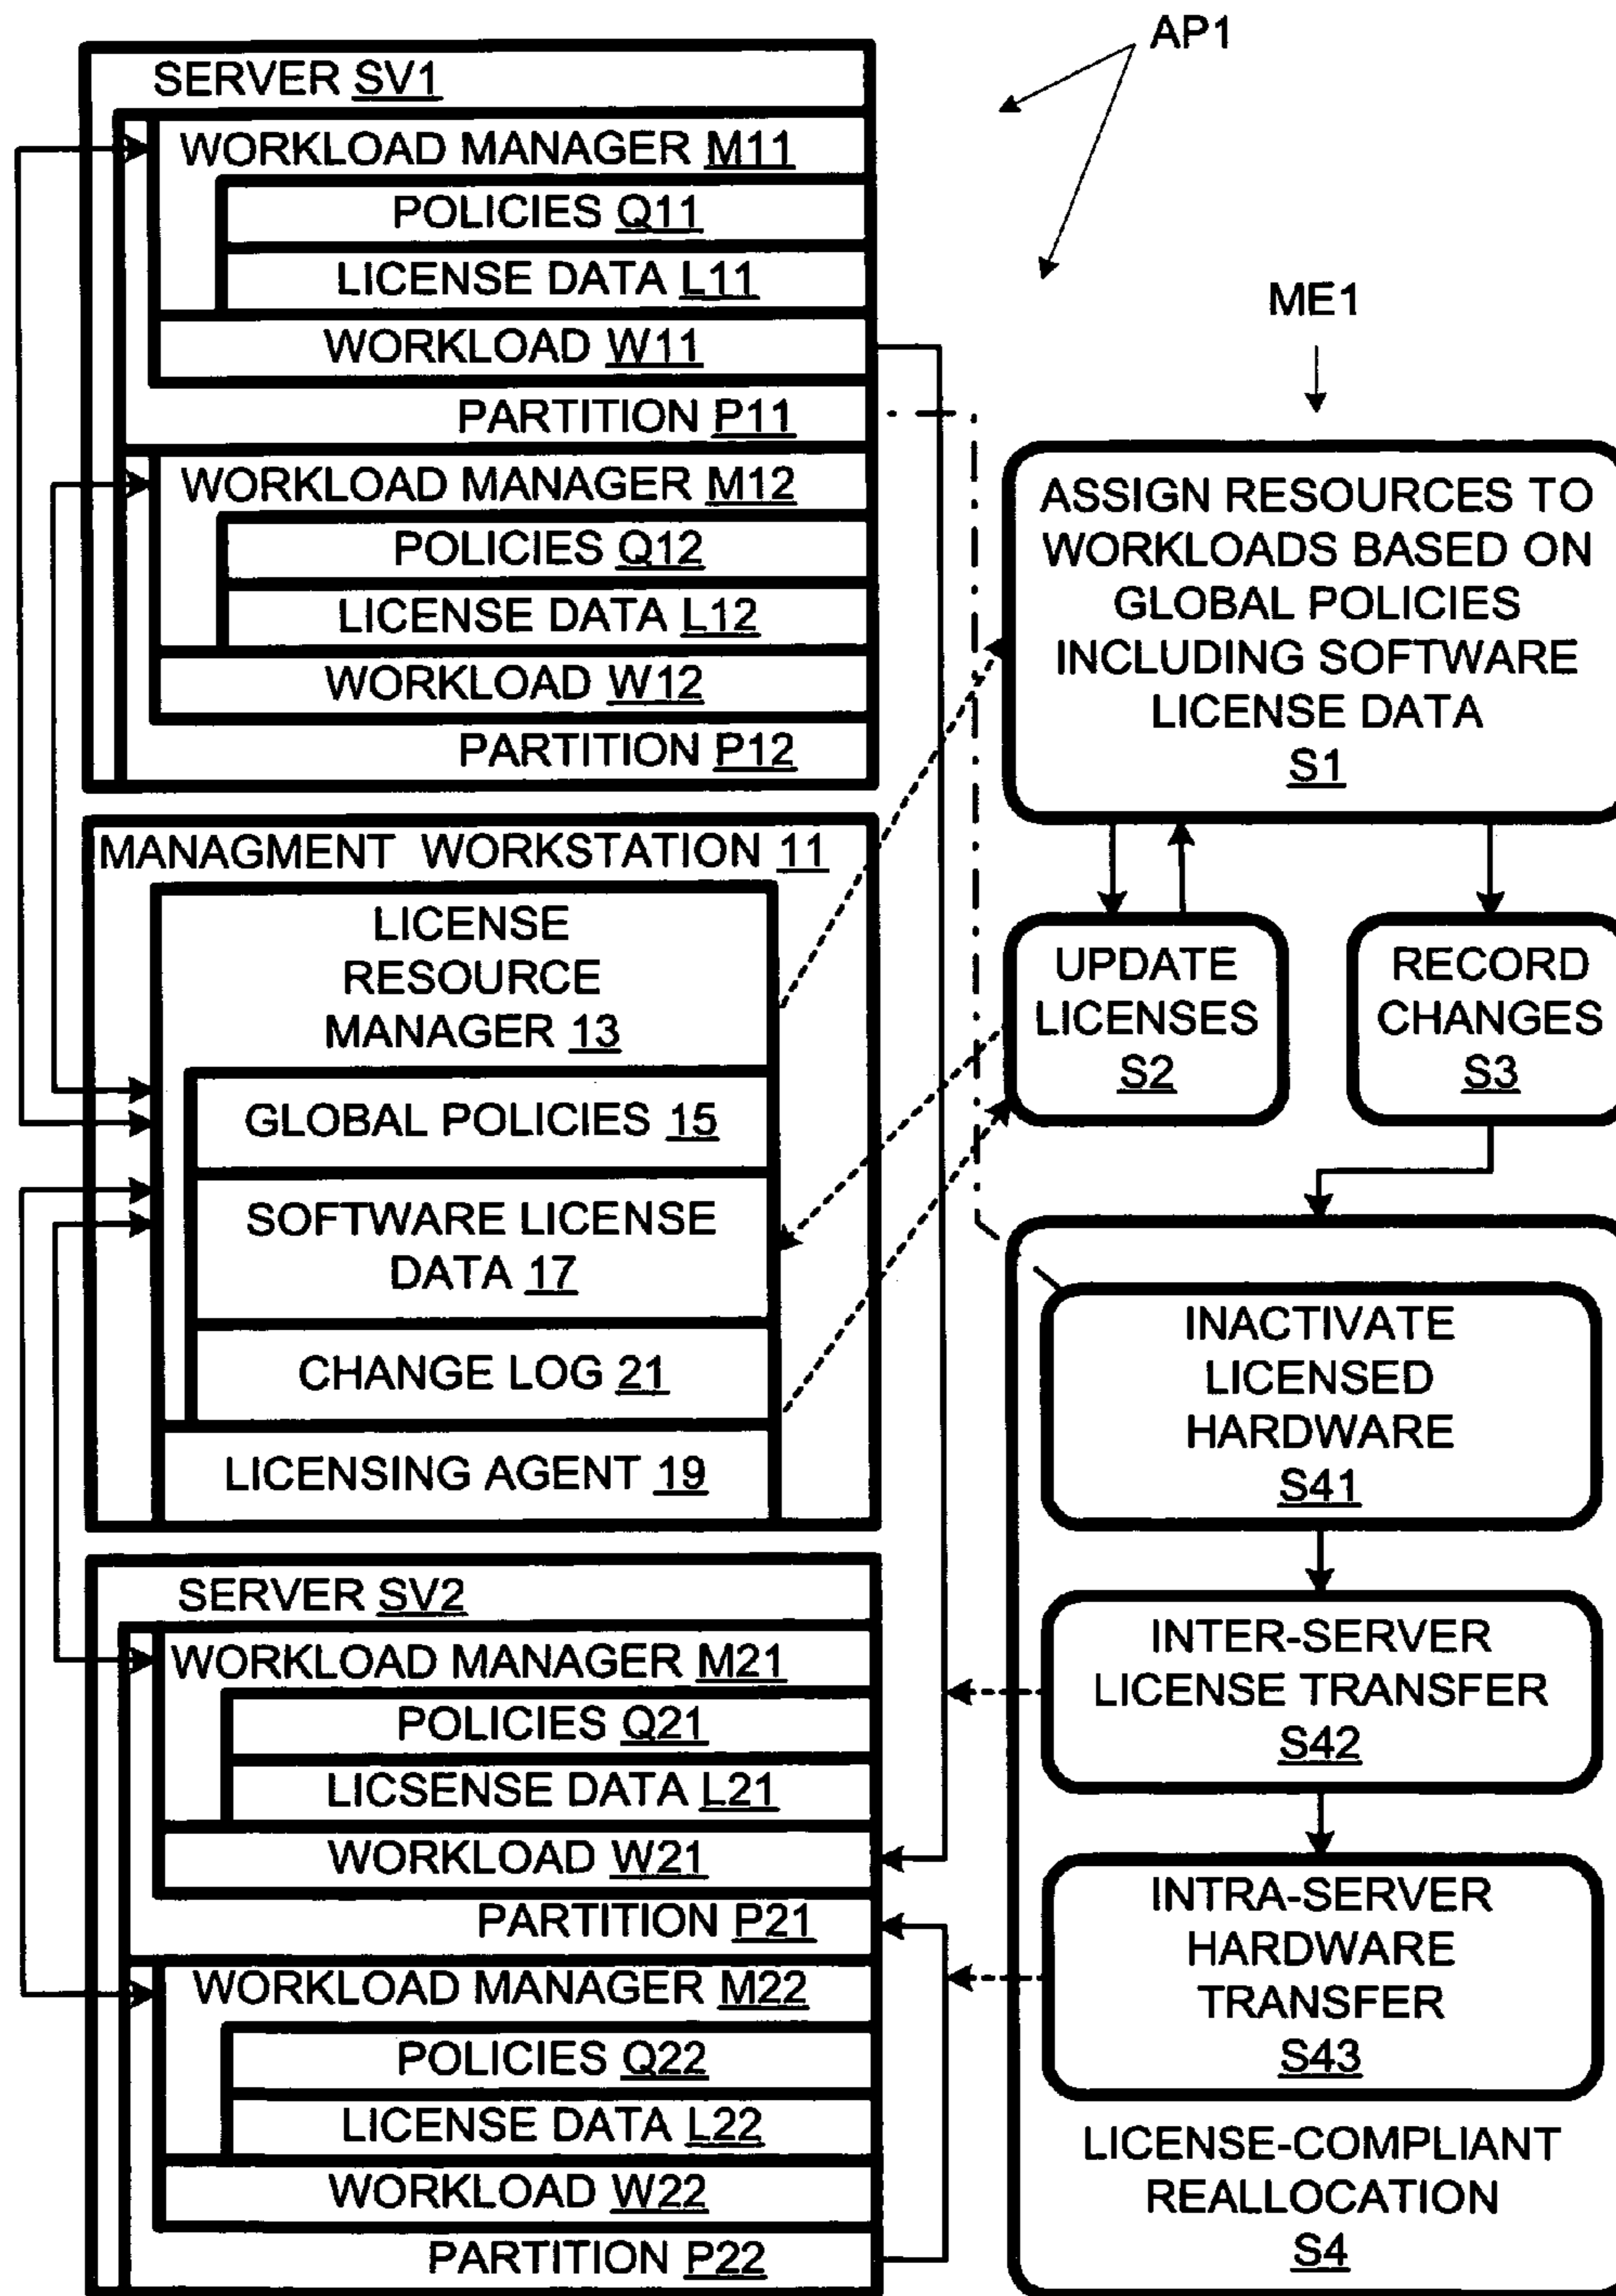 AP1
SERVER SV1
WORKLOAD MANAGER M11
POLICIES Q11
LICENSE DATA L11
WORKLOAD W11
PARTITION P11
WORKLOAD MANAGER M12
POLICIES Q12
LICENSE DATA L12
WORKLOAD W12
PARTITION P12
MANAGMENT WORKSTATION 11
LICENSE
RESOURCE
MANAGER 13
GLOBAL POLICIES 15
SOFTWARE LICENSE
DATA 17
CHANGE LOG 21
LICENSING AGENT 19
SERVER SV2
WORKLOAD MANAGER M21
POLICIES Q21
LICSENSE DATA L21
WORKLOAD W21
PARTITION P21
WORKLOAD MANAGER M22
POLICIES Q22
LICENSE DATA L22
WORKLOAD W22
PARTITION P22
ME1
ASSIGN RESOURCES TO
WORKLOADS BASED ON
GLOBAL POLICIES
INCLUDING SOFTWARE
LICENSE DATA
S1
UPDATE
LICENSES
S2
RECORD
CHANGES
S3
INACTIVATE
LICENSED
HARDWARE
S41
INTER-SERVER
LICENSE TRANSFER
S42
INTRA-SERVER
HARDWARE
TRANSFER
S43
LICENSE-COMPLIANT
REALLOCATION
S4